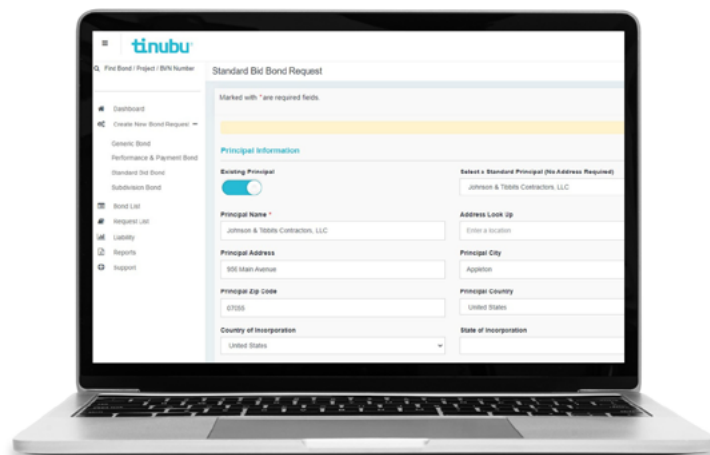 tinubu
Find Bond / Project / BVN Number
Dashboard
Create New Bond Request
Generic Bond
Performance & Payment Bond
Standard Bid Bond
Subdivision Bond
Bond List
Request List
Liability
Reports
Support
Standard Bid Bond Request
Marked with * are required fields.
Principal Information
Existing Principal
Select a Standard Principal (No Address Required)
Johnson & Tibbits Contractors, LLC
Principal Name *
Address Look Up
Johnson & Tibbits Contractors, LLC
Enter a location
Principal Address
Principal City
Main Avenue
Appleton
Principal Zip Code
Principal Country
United States
Country of Incorporation
State of Incorporation
United States